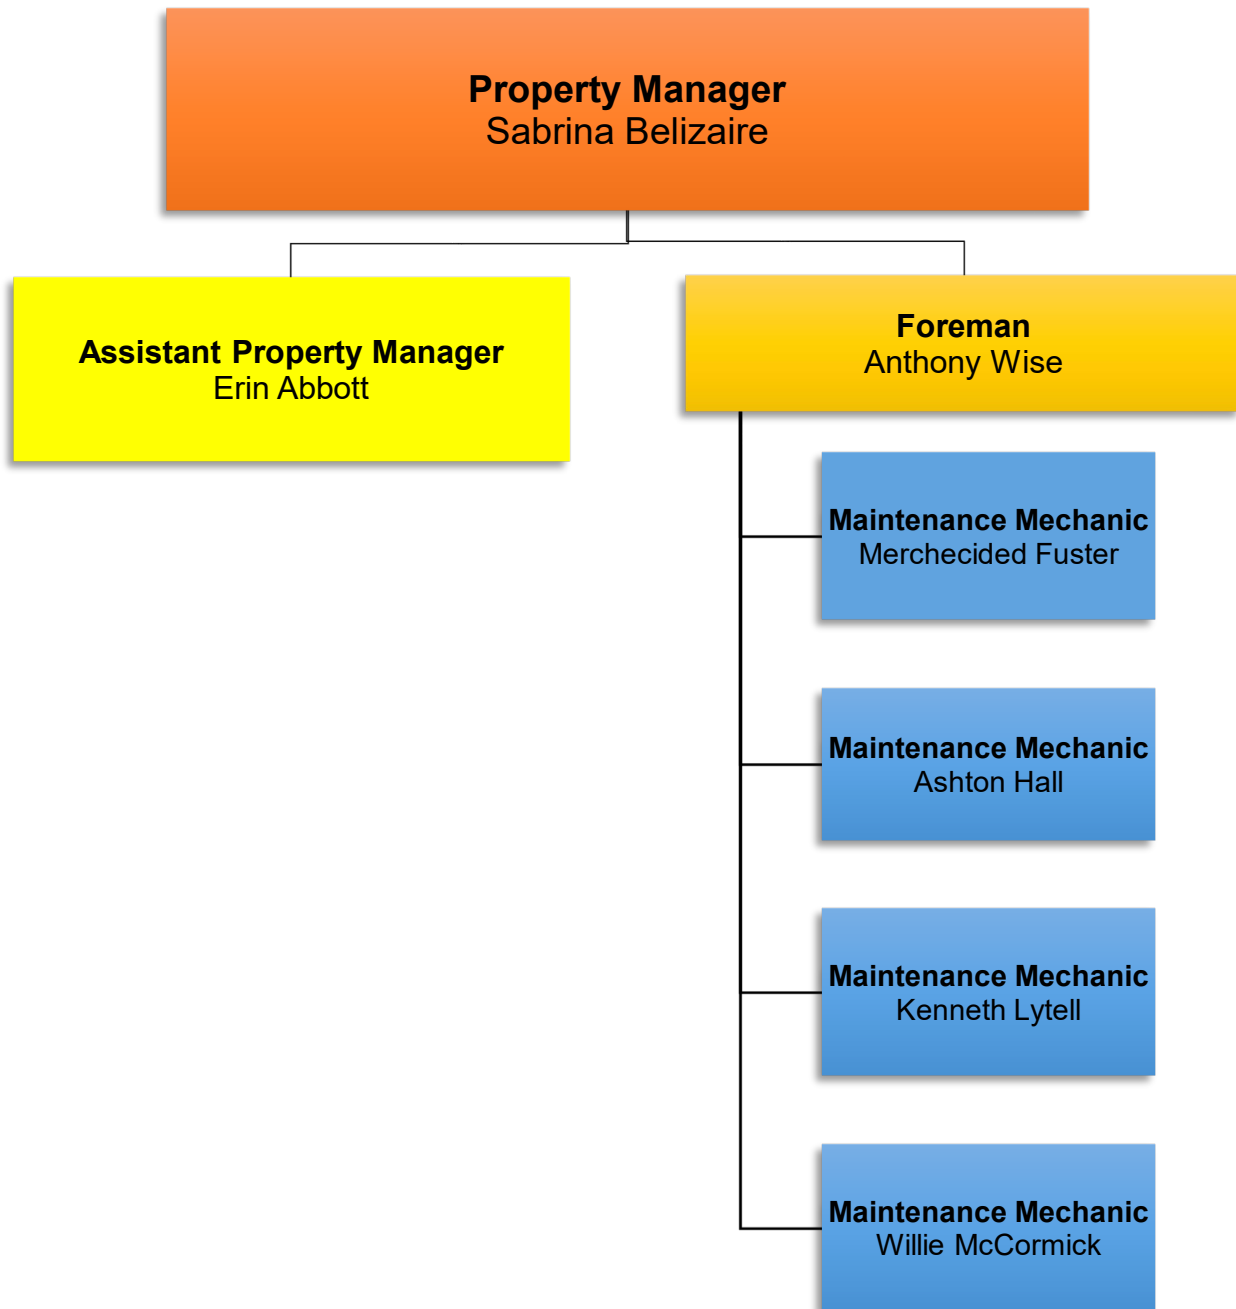 Property Manager
Sabrina Belizaire
Assistant Property Manager
Erin Abbott
Foreman
Anthony Wise
Maintenance Mechanic
Merchecided Fuster
Maintenance Mechanic
Ashton Hall
Maintenance Mechanic
Kenneth Lytell
Maintenance Mechanic
Willie McCormick